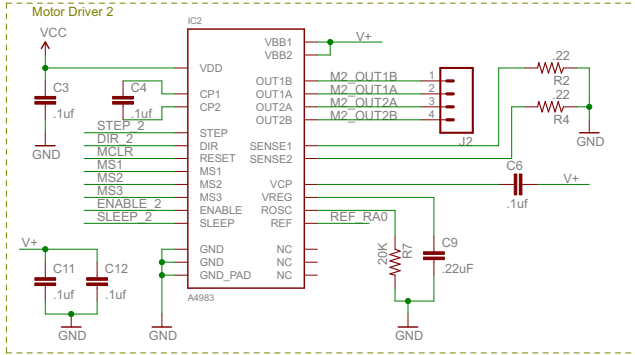 Motor Driver 2
IC2
VCC
VBB1
VBB2
V+
VDD
C3
.1uf
GND
C4
.1uf
CP1
CP2
OUT1B
OUT1A
OUT2A
OUT2B
M2_OUT1B
M2_OUT1A
M2_OUT2A
M2_OUT2B
1
2
3
4
J2
.22
R2
.22
R4
GND
STEP_2
DIR_2
MCLR
MS1
MS2
MS3
ENABLE_2
SLEEP_2
STEP
DIR
RESET
MS1
MS2
MS3
ENABLE
SLEEP
SENSE1
SENSE2
VCP
VREG
ROSC
REF
REF_RA0
C6
.1uf
V+
V+
C11
.1uf
C12
.1uf
GND
GND
GND
GND_PAD
GND
NC
NC
NC
20K
R7
C9
.22uF
GND
A4983